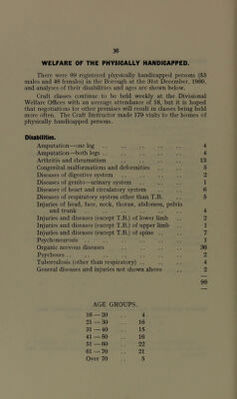 36
WELFARE OF THE PHYSICALLY HANDICAPPED.
There were 99 registered physically handicapped persons (53
males and 46 females) in the Borough at the 31st December, 1960,
and analyses of their disabilities and ages are shown below.
Craft classes continue to be held weekly at the Divisional
Welfare Offices with an average attendance of 18, but it is hoped
that negotiations for other premises will result in classes being held
more often. The Craft Instructor made 179 visits to the homes of
physically handicapped persons.
Disabilities.
Amputation—one leg .. .. .. .. .. 4
Amputation—both legs .. .. .. .. .. 4
Arthritis and rheumatism .. .. .. .. 13
Congenital malformations and deformities .. .. 5
Diseases of digestive system .. .. .. .. 2
Diseases of genito-urinary system .. .. .. 1
Diseases of heart and circulatory system .. .. 6
Diseases of respiratory system other than T.B. .. 5
Injuries of head, face, neck, thorax, abdomen, pelvis
and trunk .. .. .. .. .. .. 4
Injuries and diseases (except T.B.) of lower limb .. 2
Injuries and diseases (except T.B.) of upper limb .. 1
Injuries and diseases (except T.B.) of spine .. .. 7
Psychoneurosis .. .. .. .. .. .. 1
Organic nervous diseases .. .. .. .. 36
Psychoses .. .. .. .. .. .. 2
Tuberculosis (other than respiratory) .. .. .. 4
General diseases and injuries not shown above .. 2
99
AGE GROUPS.
16—20 .. 4
21—30 .. 16
31—40 .. 15
41—50 .. 16
51—60 .. 22
61—70 .. 21
Over 70 .. 5